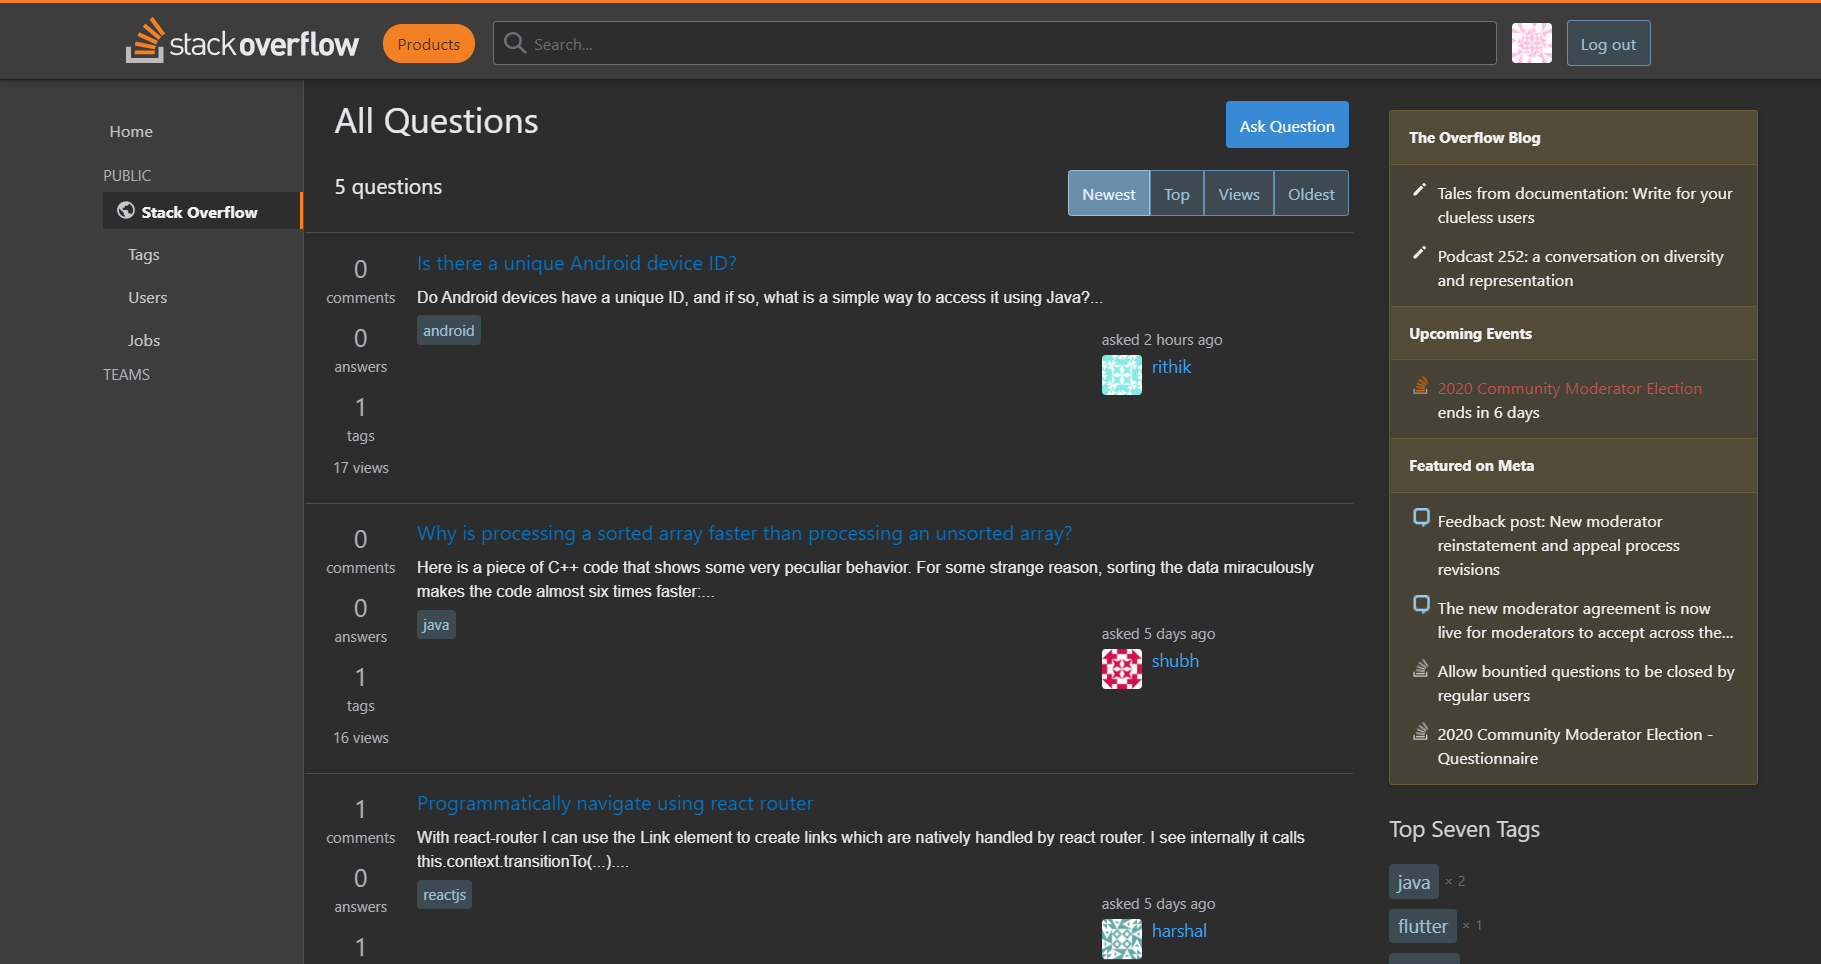 stack overflow
Products
Search...
Log out
Home
PUBLIC
Stack Overflow
Tags
Users
Jobs
TEAMS
All Questions
Ask Question
5 questions
Newest
Top
Views
Oldest
0
comments
0
answers
1
tags
17 views
Is there a unique Android device ID?
Do Android devices have a unique ID, and if so, what is a simple way to access it using Java?...
android
asked 2 hours ago
rithik
0
comments
0
answers
1
tags
16 views
Why is processing a sorted array faster than processing an unsorted array?
Here is a piece of C++ code that shows some very peculiar behavior. For some strange reason, sorting the data miraculously
makes the code almost six times faster:...
java
asked 5 days ago
shubh
1
comments
0
answers
1
Programmatically navigate using react router
With react-router I can use the Link element to create links which are natively handled by react router. I see internally it calls
this.context.transitionTo(...)....
reactjs
asked 5 days ago
harshal
The Overflow Blog
Tales from documentation: Write for your
clueless users
Podcast 252: a conversation on diversity
and representation
Upcoming Events
2020 Community Moderator Election
ends in 6 days
Featured on Meta
Feedback post: New moderator
reinstatement and appeal process
revisions
The new moderator agreement is now
live for moderators to accept across the...
Allow bountied questions to be closed by
regular users
2020 Community Moderator Election -
Questionnaire
Top Seven Tags
java × 2
flutter × 1